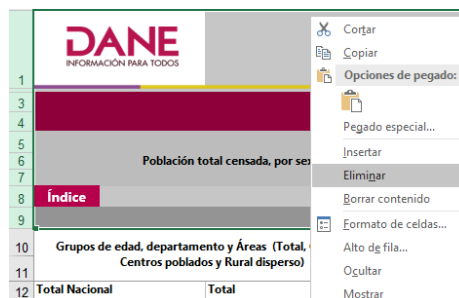 DANE
INFORMACIÓN PARA TODOS
1
3
4
5
6
Población total censada, por sex
7
8
Índice
9
10
Grupos de edad, departamento y Áreas (Total,
11
Centros poblados y Rural disperso)
12
Total Nacional
Total
Cortar
Copiar
Opciones de pegado:
Pegado especial...
Insertar
Eliminar
Borrar contenido
Formato de celdas...
Alto de fila...
Ocultar
Mostrar